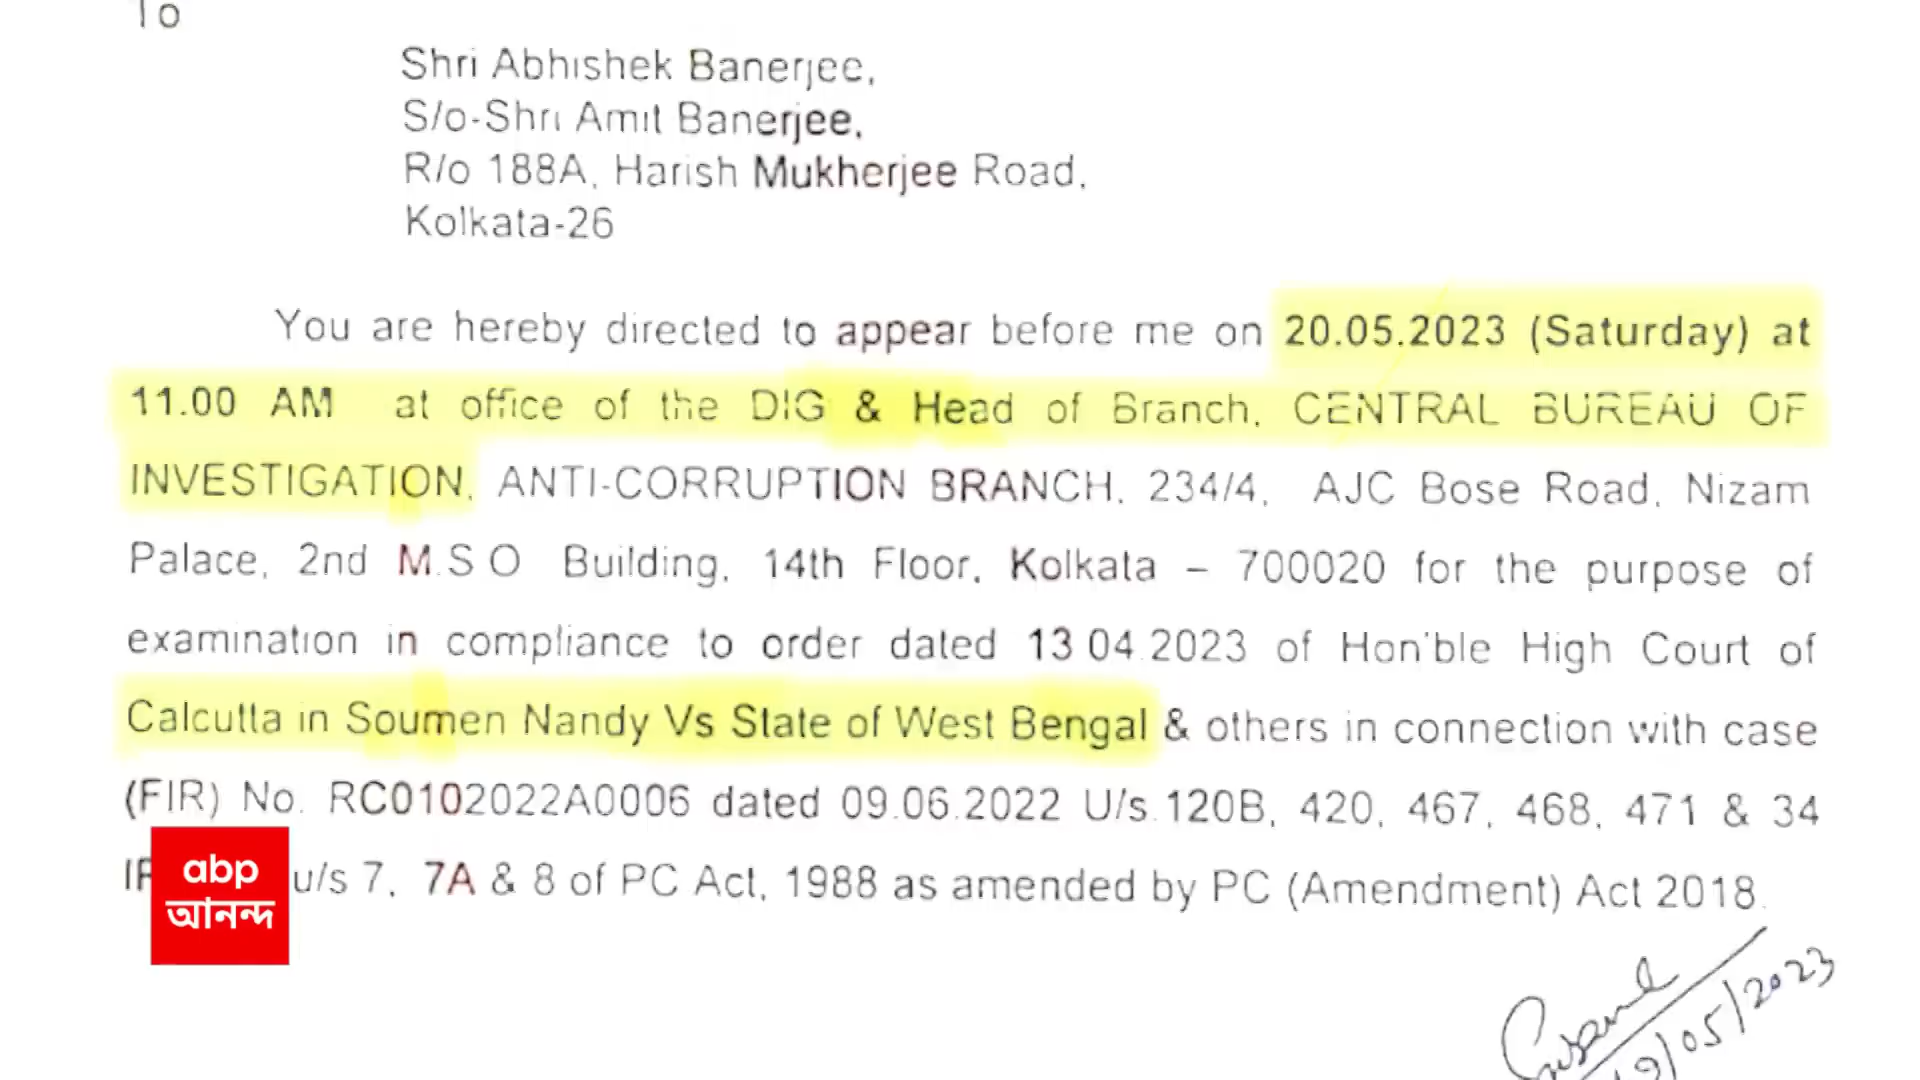 To
Shri Abhishek Banerjee,
S/o-Shri Amit Banerjee,
R/o 188A, Harish Mukherjee Road,
Kolkata-26
You are hereby directed to appear before me on 20.05.2023 (Saturday) at
11.00 AM at office of the DIG & Head of Branch, CENTRAL BUREAU OF
INVESTIGATION, ANTI-CORRUPTION BRANCH, 234/4, AJC Bose Road, Nizam
Palace, 2nd M.S.O Building, 14th Floor, Kolkata – 700020 for the purpose of
examination in compliance to order dated 13.04.2023 of Hon'ble High Court of
Calcutta in Soumen Nandy Vs State of West Bengal & others in connection with case
(FIR) No. RC0102022A0006 dated 09.06.2022 U/s.120B, 420, 467, 468, 471 & 34
u/s 7, 7A & 8 of PC Act, 1988 as amended by PC (Amendment) Act 2018.
abp
আনন্দ
19/05/2023